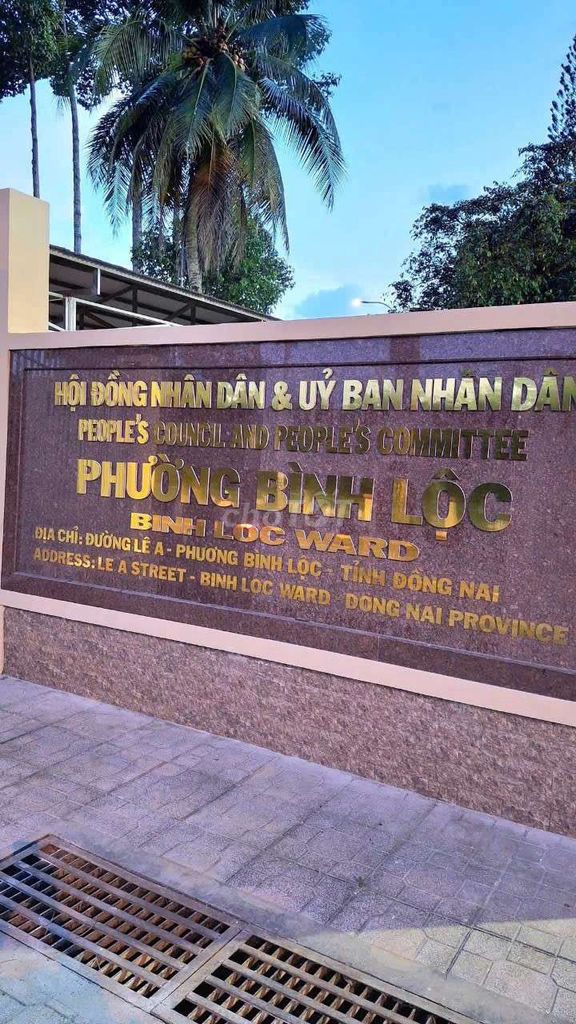 HỘI ĐỒNG NHÂN DÂN & UỶ BAN NHÂN DÂN
PEOPLE'S COUNCIL AND PEOPLE'S COMMITTEE
PHƯỜNG BÌNH LỘC
BINH LOC WARD
ĐỊA CHỈ: ĐƯỜNG LÊ A - PHƯỜNG BÌNH LỘC - TỈNH ĐỒNG NAI
ADDRESS: LE A STREET - BINH LOC WARD - DONG NAI PROVINCE